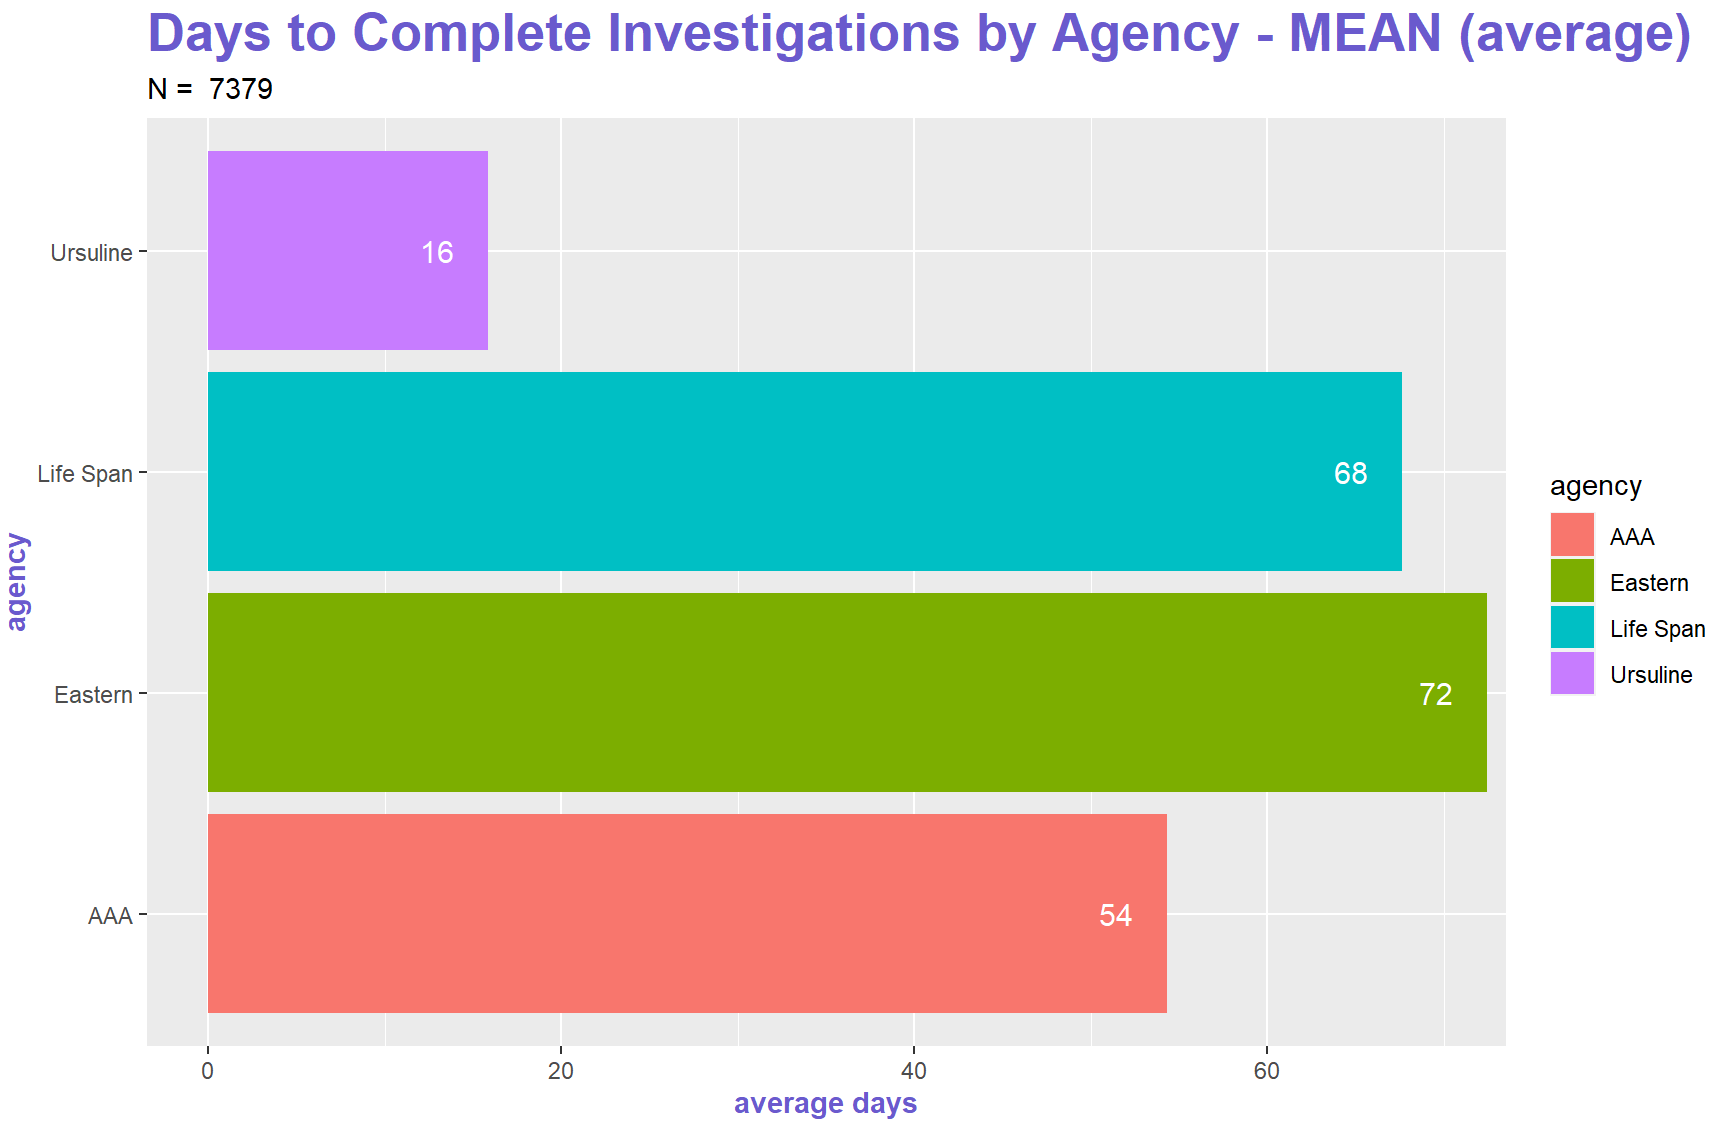 Days to Complete Investigations by Agency - MEAN (average)
N =  7379
Ursuline
16
Life Span
68
Eastern
72
AAA
54
agency
0
20
40
60
average days
agency
AAA
Eastern
Life Span
Ursuline